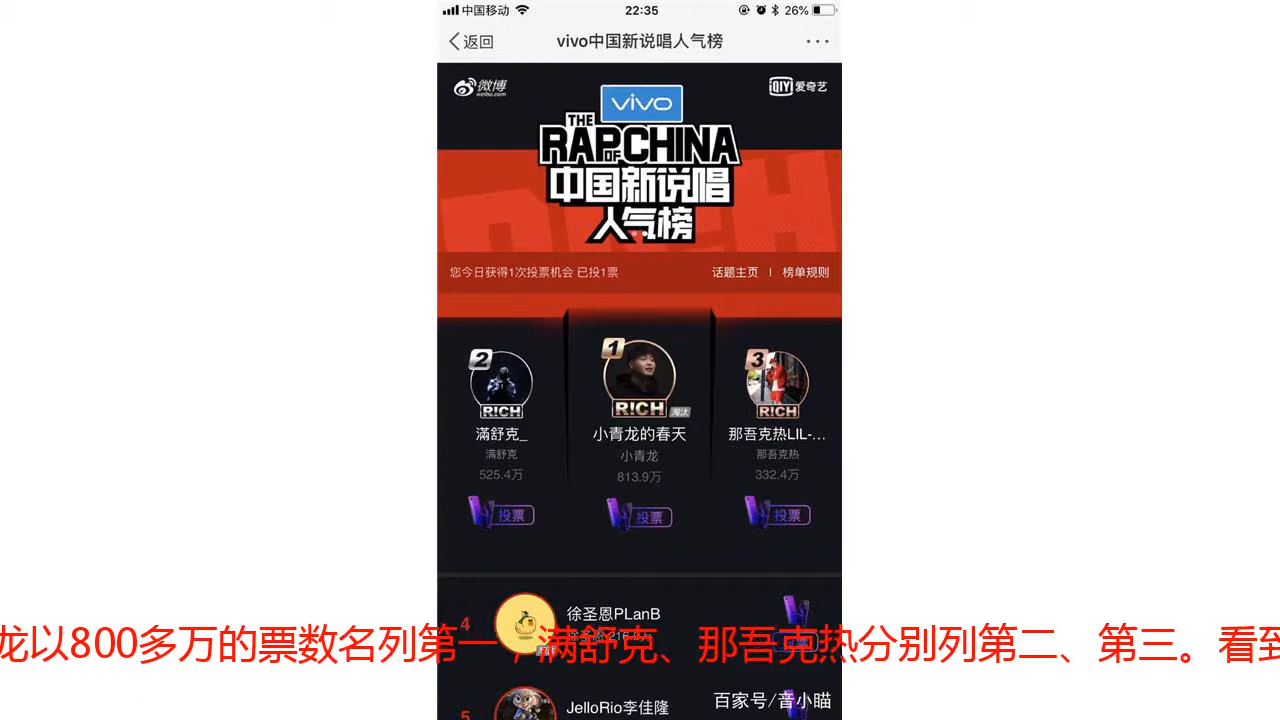 中国移动 22:35 26%
返回 vivo中国新说唱人气榜 ···
微博 weibo.com
iQIYI 爱奇艺
vivo
THE
RAP OF CHINA
中国新说唱
人气榜
您今日获得1次投票机会 已投1票 话题主页 | 榜单规则
2 R!CH
1 R!CH 淘汰
3 R!CH
滿舒克_ 小青龙的春天 那吾克热LIL-...
满舒克 小青龙 那吾克热
525.4万 813.9万 332.4万
投票 投票 投票
4 徐圣恩PLanB
龙以800多万的票数名列第一，满舒克、那吾克热分别列第二、第三。看到
5 JelloRio李佳隆
百家号/音小瞄